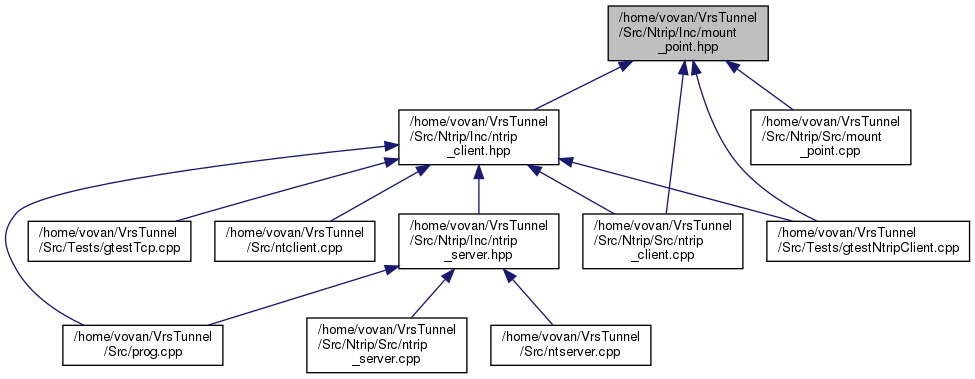 /home/vovan/VrsTunnel
/Src/Ntrip/Inc/mount
_point.hpp
/home/vovan/VrsTunnel
/Src/Ntrip/Inc/ntrip
_client.hpp
/home/vovan/VrsTunnel
/Src/Ntrip/Src/mount
_point.cpp
/home/vovan/VrsTunnel
/Src/Tests/gtestTcp.cpp
/home/vovan/VrsTunnel
/Src/ntclient.cpp
/home/vovan/VrsTunnel
/Src/Ntrip/Inc/ntrip
_server.hpp
/home/vovan/VrsTunnel
/Src/Ntrip/Src/ntrip
_client.cpp
/home/vovan/VrsTunnel
/Src/Tests/gtestNtripClient.cpp
/home/vovan/VrsTunnel
/Src/prog.cpp
/home/vovan/VrsTunnel
/Src/Ntrip/Src/ntrip
_server.cpp
/home/vovan/VrsTunnel
/Src/ntserver.cpp